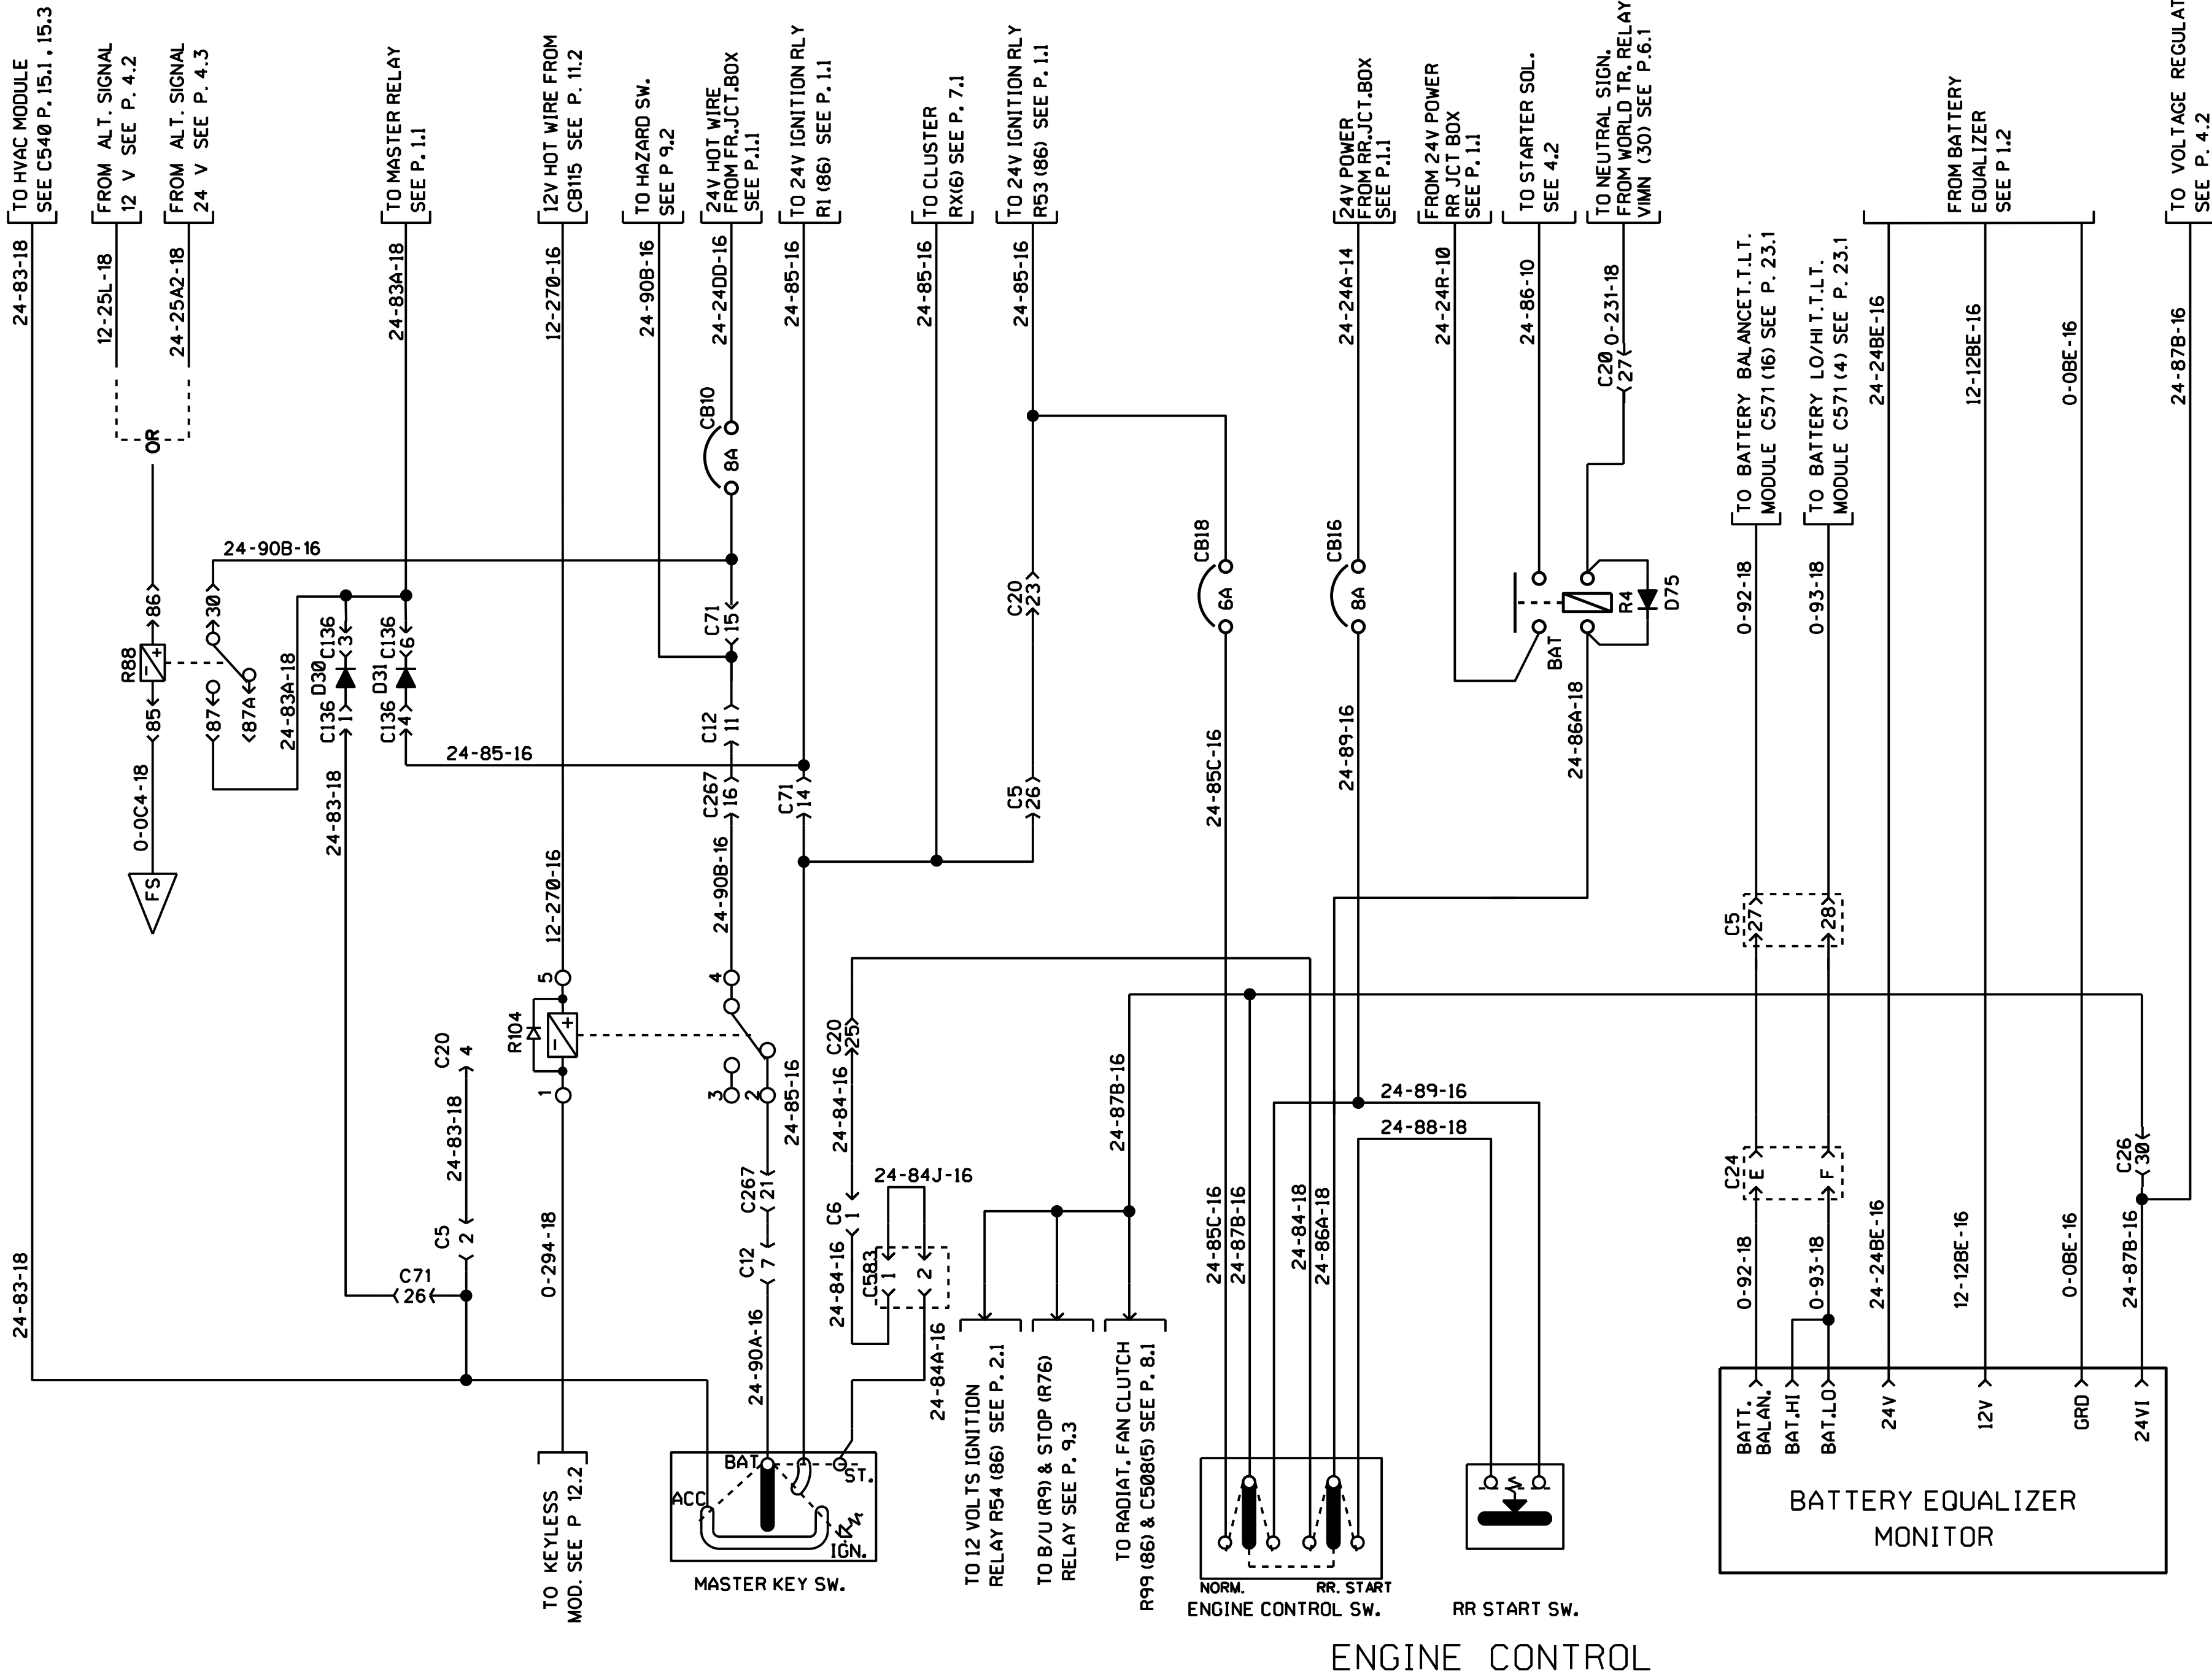 TO HVAC MODULE
SEE C540 P. 15.1 , 15.3
FROM ALT. SIGNAL
12 V SEE P. 4.2
FROM ALT. SIGNAL
24 V SEE P. 4.3
TO MASTER RELAY
SEE P. 1.1
12V HOT WIRE FROM
CB115 SEE P. 11.2
TO HAZARD SW.
SEE P 9.2
24V HOT WIRE
FROM FR.JCT.BOX
SEE P.1.1
TO 24V IGNITION RLY
R1 (86) SEE P. 1.1
TO CLUSTER
RX(6) SEE P. 7.1
TO 24V IGNITION RLY
R53 (86) SEE P. 1.1
24V POWER
FROM RR.JCT.BOX
SEE P.1.1
FROM 24V POWER
RR JCT BOX
SEE P. 1.1
TO STARTER SOL.
SEE 4.2
TO NEUTRAL SIGN.
FROM WORLD TR. RELAY
VIMN (30) SEE P.6.1
FROM BATTERY
EQUALIZER
SEE P 1.2
TO VOLTAGE REGULAT
SEE P. 4.2
24-83-18
12-25L-18
24-25A2-18
24-83A-18
12-270-16
24-90B-16
24-24DD-16
24-85-16
24-85-16
24-85-16
24-24A-14
24-24R-10
24-86-10
0-231-18
C20
27
TO BATTERY BALANCET.T.LT.
MODULE C571 (16) SEE P. 23.1
TO BATTERY LO/HI T.T.LT.
MODULE C571 (4) SEE P. 23.1
24-24BE-16
12-12BE-16
0-0BE-16
24-87B-16
OR
CB10
8A
24-90B-16
86
R88
- +
85
30
87
87A
24-83A-18
C136
3
D30
C136
1
C136
6
D31
C136
4
C71
15
C12
11
24-85-16
C267
16
C71
14
C20
23
C5
26
CB18
6A
CB16
8A
BAT
R4
D75
0-92-18
0-93-18
24-86A-18
24-85C-16
24-89-16
0-0C4-18
FS
24-83-18
12-270-16
24-90B-16
C5
27
28
5
R104
- +
1
4
3
2
C20
4
24-83-18
C5
2
C71
26
24-83-18
0-294-18
24-85-16
C20
25
24-84-16
C6
1
24-84-16
24-84J-16
C583
1
2
24-84A-16
C267
21
C12
7
24-90A-16
24-87B-16
24-89-16
24-88-18
24-85C-16
24-87B-16
24-84-18
24-86A-18
C24
E
F
C26
30
0-92-18
0-93-18
24-24BE-16
12-12BE-16
0-0BE-16
24-87B-16
TO KEYLESS
MOD. SEE P 12.2
BAT
ST.
ACC
IGN.
MASTER KEY SW.
TO 12 VOLTS IGNITION
RELAY R54 (86) SEE P. 2.1
TO B/U (R9) & STOP (R76)
RELAY SEE P. 9.3
TO RADIAT. FAN CLUTCH
R99 (86) & C508(5) SEE P. 8.1
NORM.
RR. START
ENGINE CONTROL SW.
RR START SW.
BATT.
BALAN.
BAT.HI
BAT.LO
24V
12V
GRD
24VI
BATTERY EQUALIZER
MONITOR
ENGINE CONTROL